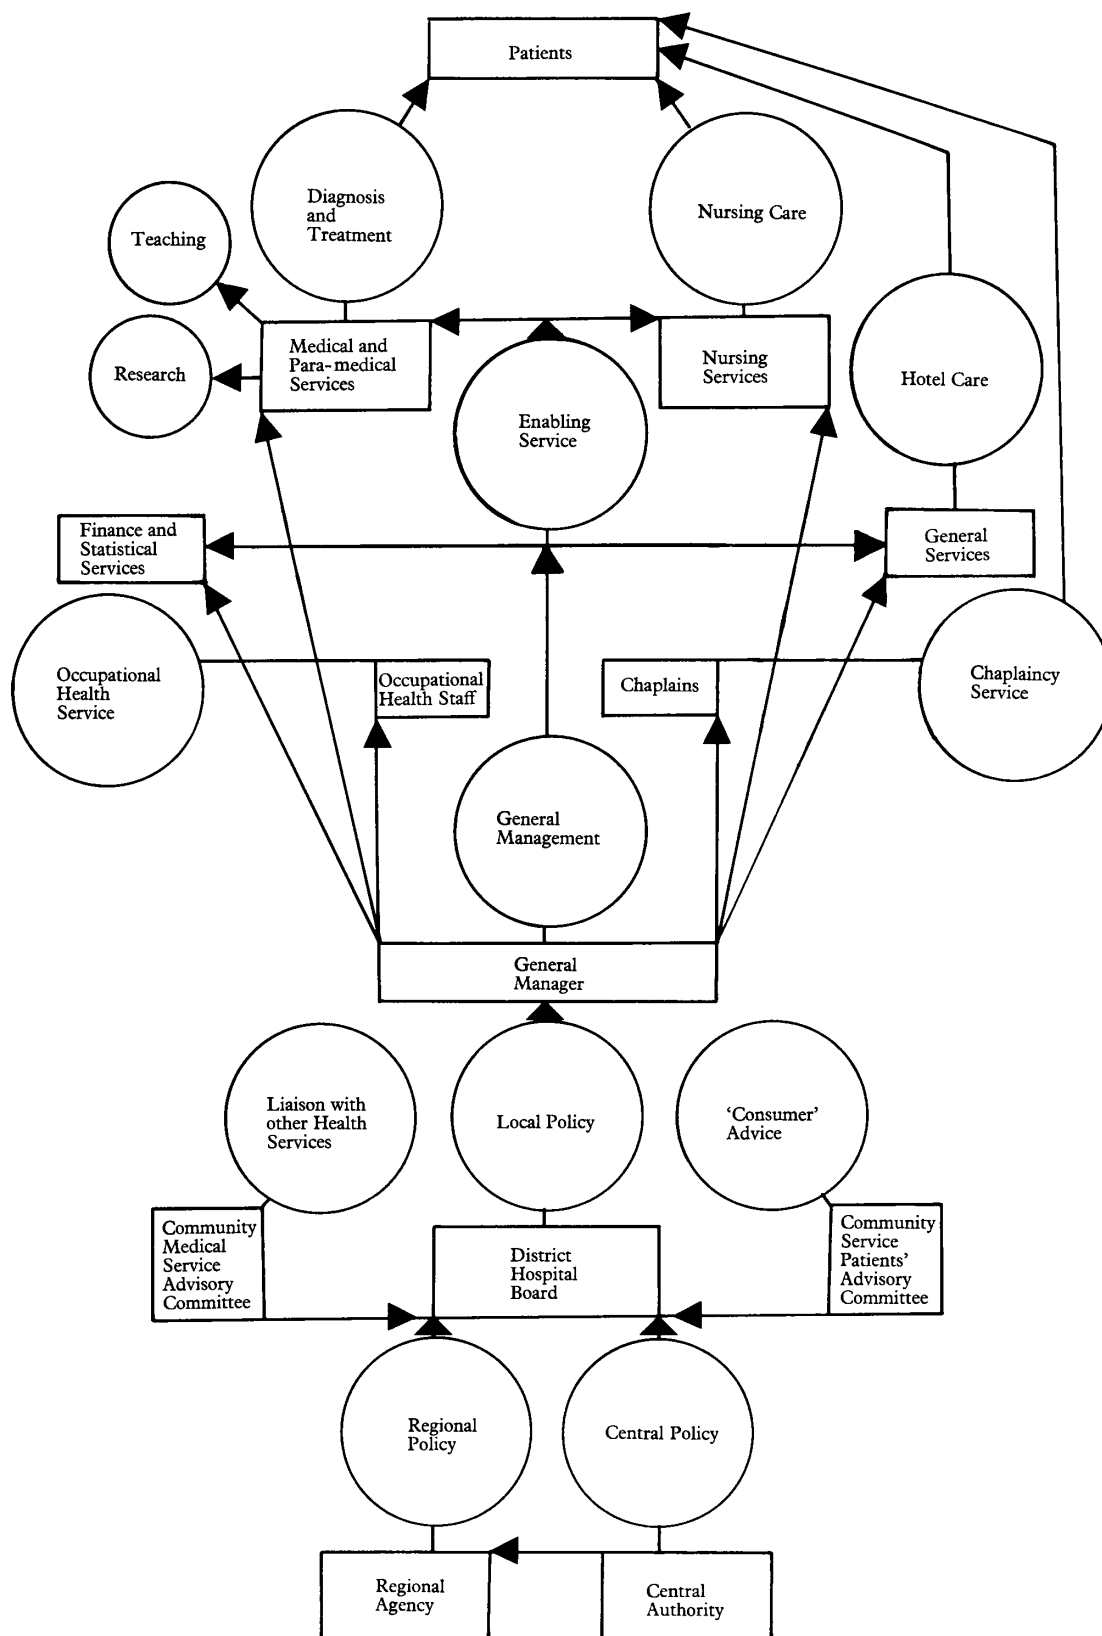 Patients
Diagnosis
and
Treatment
Nursing Care
Teaching
Medical and
Para-medical
Services
Nursing
Services
Research
Hotel Care
Enabling
Service
Finance and
Statistical
Services
General
Services
Occupational
Health
Service
Occupational
Health Staff
Chaplains
Chaplaincy
Service
General
Management
General
Manager
Liaison with
other Health
Services
Local Policy
‘Consumer’
Advice
Community
Medical
Service
Advisory
Committee
District
Hospital
Board
Community
Service
Patients’
Advisory
Committee
Regional
Policy
Central Policy
Regional
Agency
Central
Authority